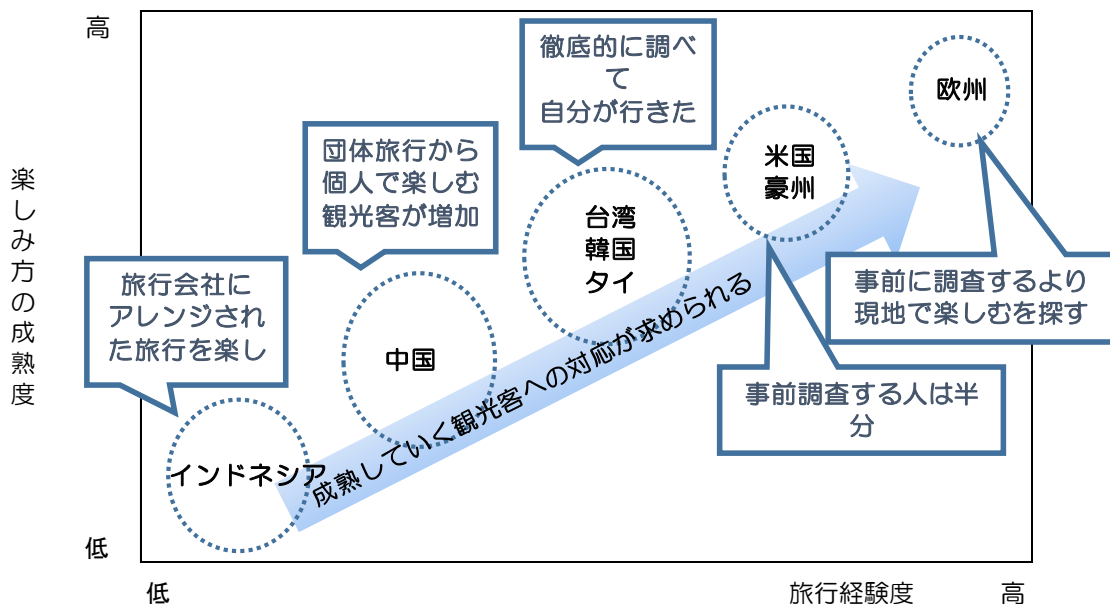 高
徹底的に調べ
て
自分が行きた
欧州
団体旅行から
個人で楽しむ
観光客が増加
米国
豪州
楽しみ方の成熟度
台湾
韓国
タイ
旅行会社に
アレンジされ
た旅行を楽し
事前に調査するより
現地で楽しむを探す
中国
成熟していく観光客への対応が求められる
事前調査する人は半
分
インドネシア
低
低
旅行経験度
高